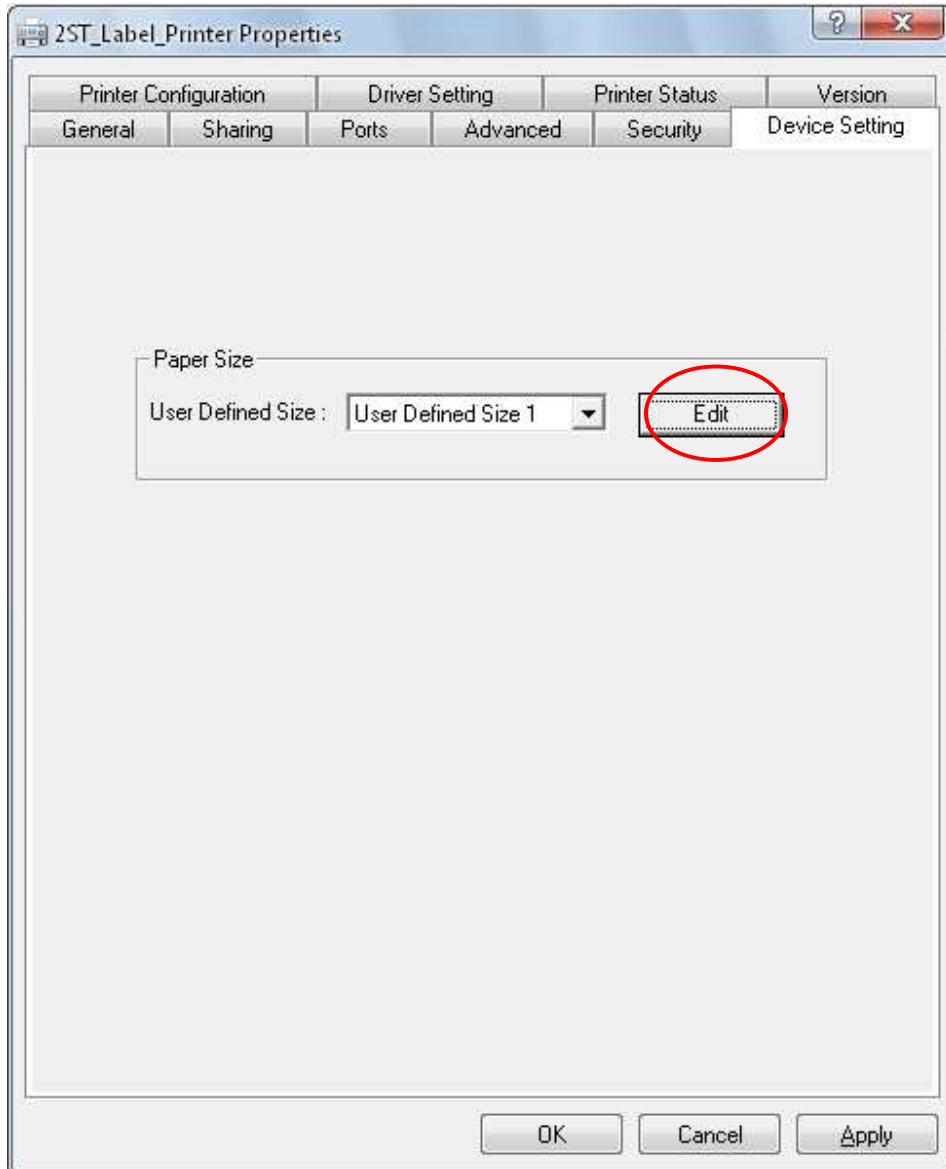 2ST_Label_Printer Properties
Printer Configuration Driver Setting Printer Status Version
General Sharing Ports Advanced Security Device Setting
Paper Size
User Defined Size : User Defined Size 1 Edit
OK Cancel Apply